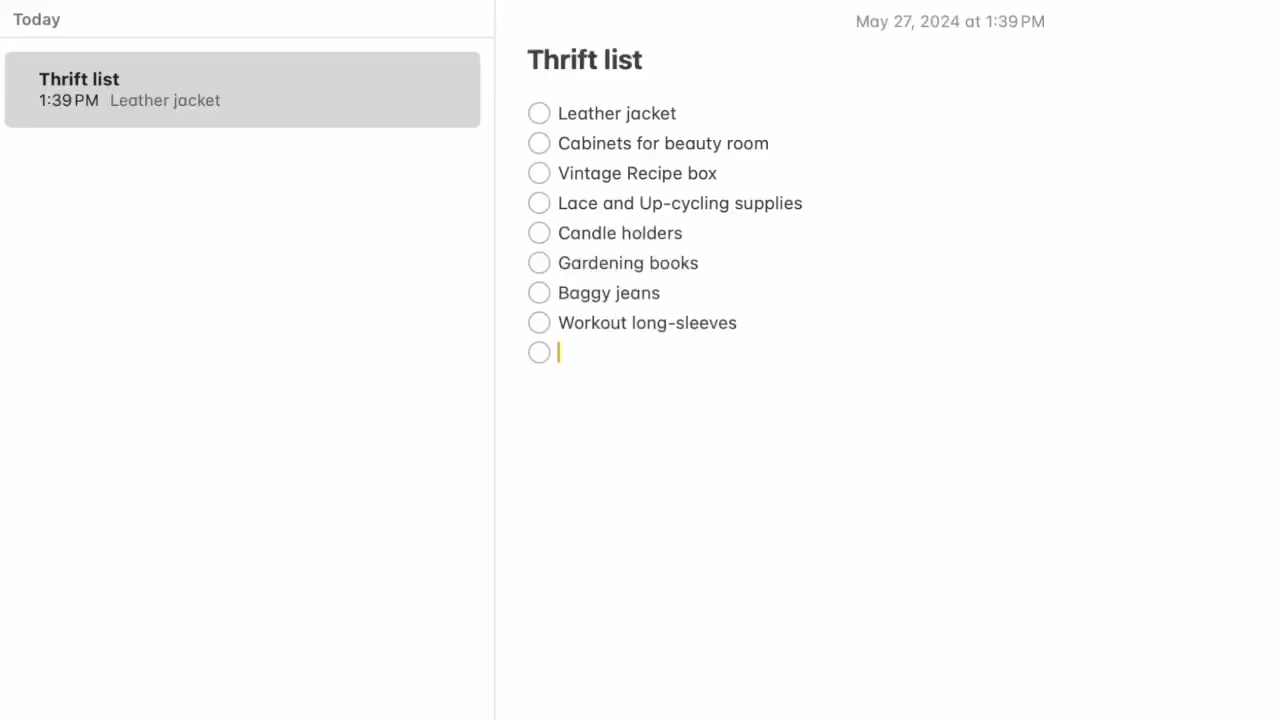 Today
Thrift list
1:39 PM Leather jacket
May 27, 2024 at 1:39 PM
Thrift list
Leather jacket
Cabinets for beauty room
Vintage Recipe box
Lace and Up-cycling supplies
Candle holders
Gardening books
Baggy jeans
Workout long-sleeves